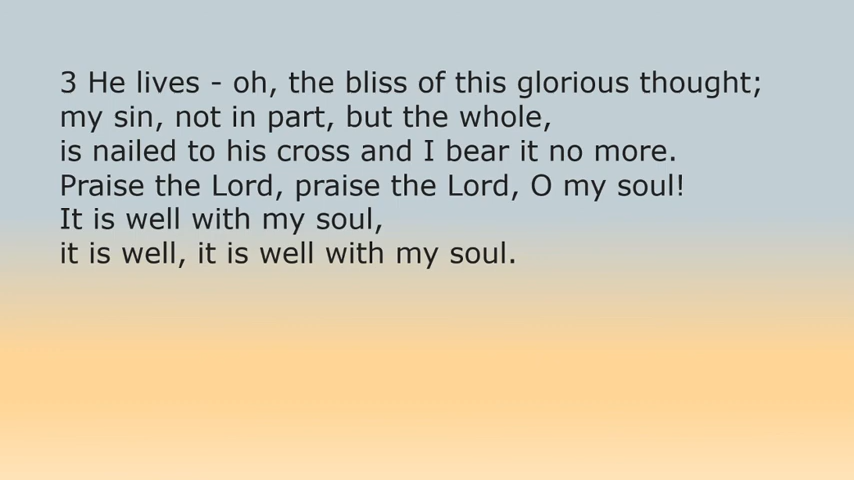 3 He lives - oh, the bliss of this glorious thought;
my sin, not in part, but the whole,
is nailed to his cross and I bear it no more.
Praise the Lord, praise the Lord, O my soul!
It is well with my soul,
it is well, it is well with my soul.